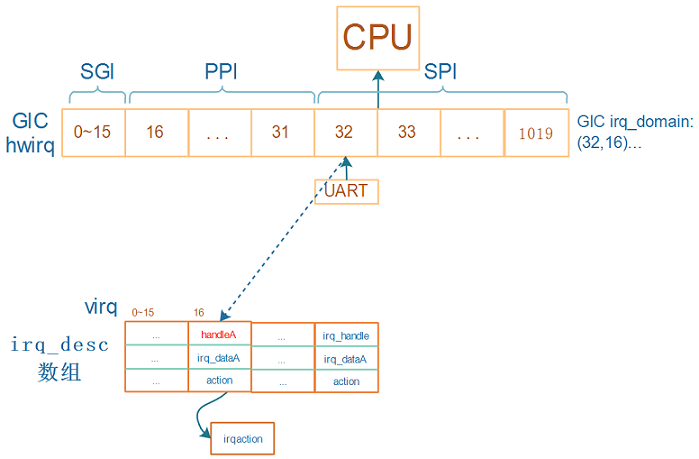 CPU
SGI
PPI
SPI
GIC
hwirq
0~15
16
...
31
32
33
...
1019
GIC irq_domain:
(32,16)...
UART
virq
0~15
16
irq_desc
数组
...
handleA
...
irq_handle
...
irq_dataA
...
irq_dataA
...
action
...
action
irqaction